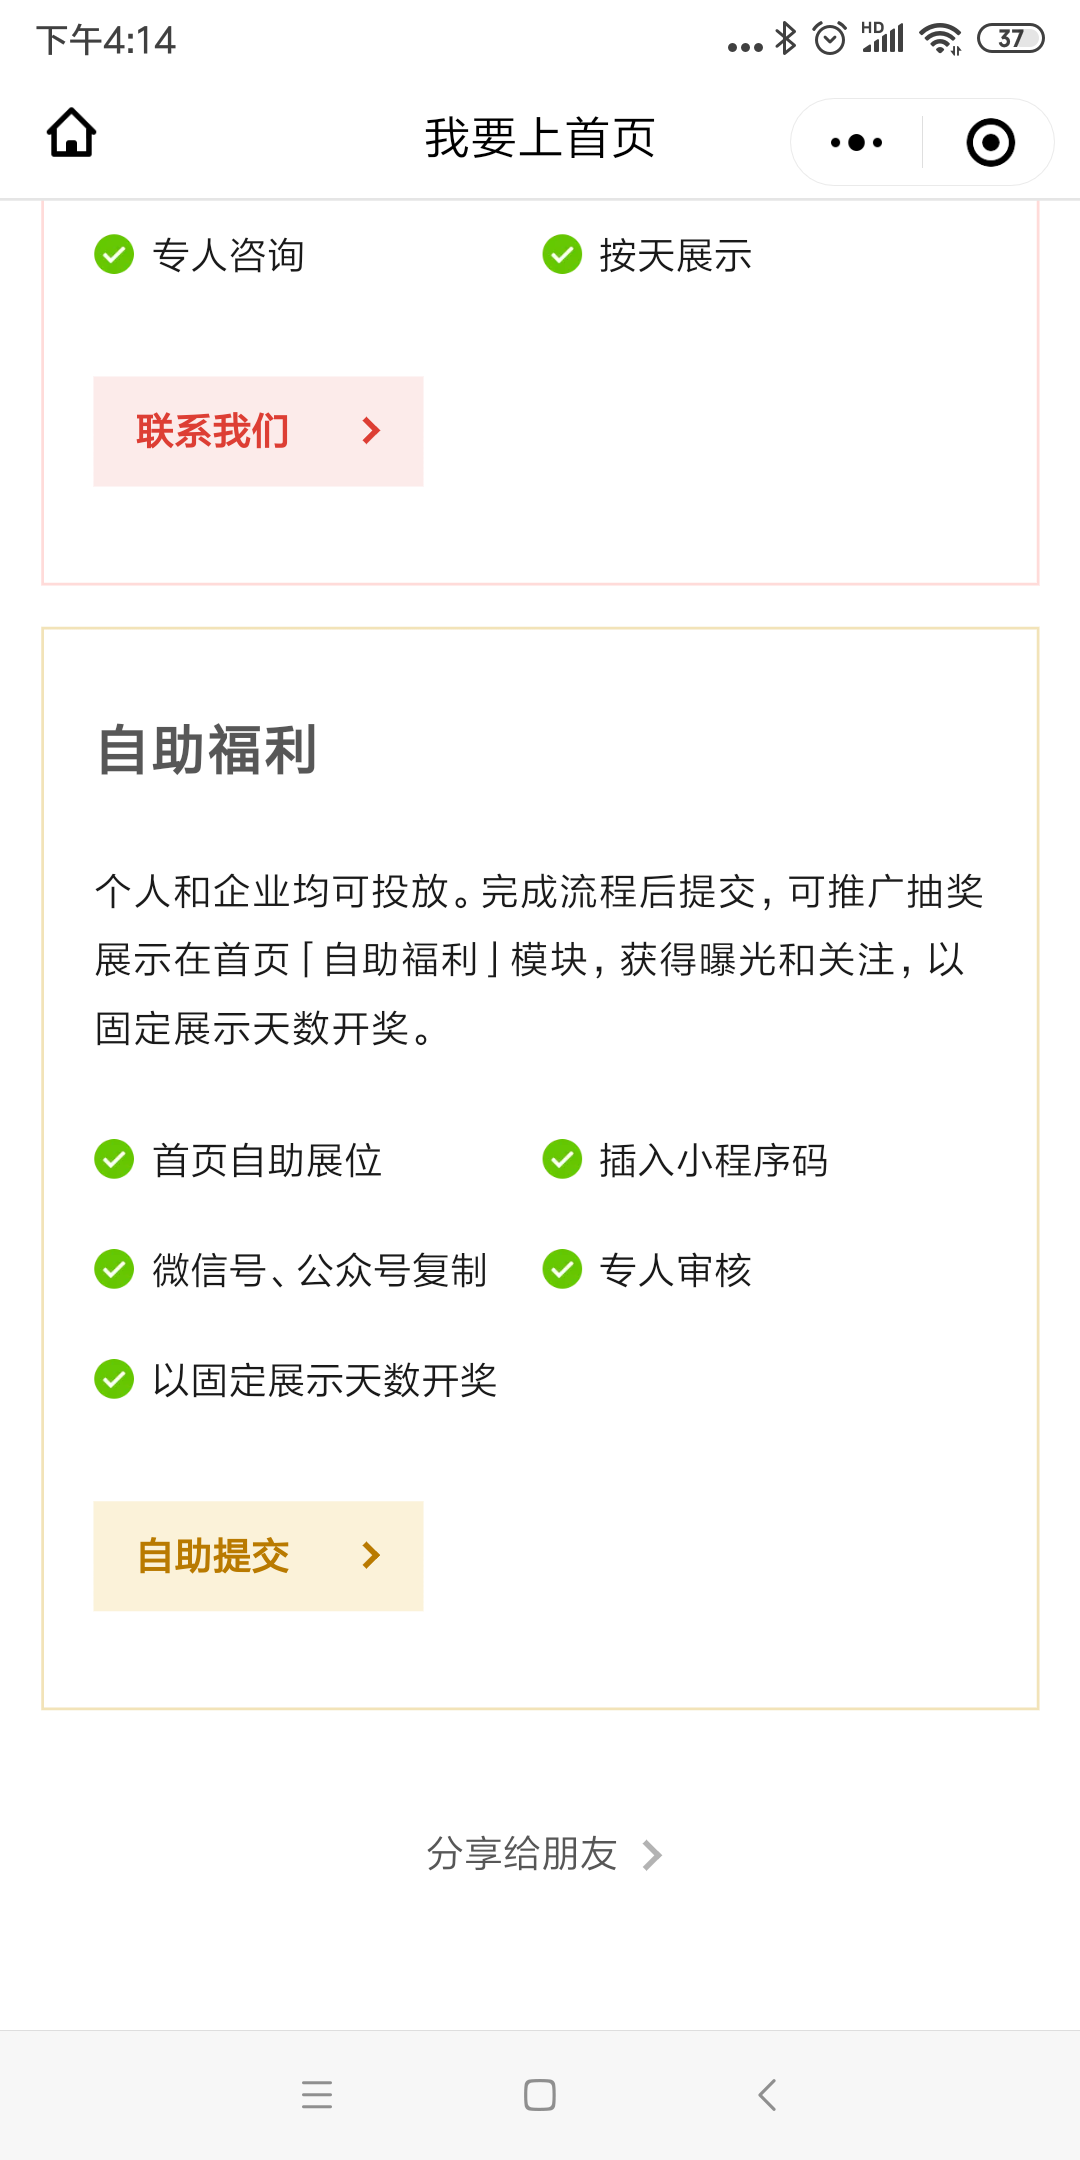 下午4:14
HD
37
我要上首页
专人咨询
按天展示
联系我们
自助福利
个人和企业均可投放。完成流程后提交，可推广抽奖
展示在首页「自助福利」模块，获得曝光和关注，以
固定展示天数开奖。
首页自助展位
插入小程序码
微信号、公众号复制
专人审核
以固定展示天数开奖
自助提交
分享给朋友